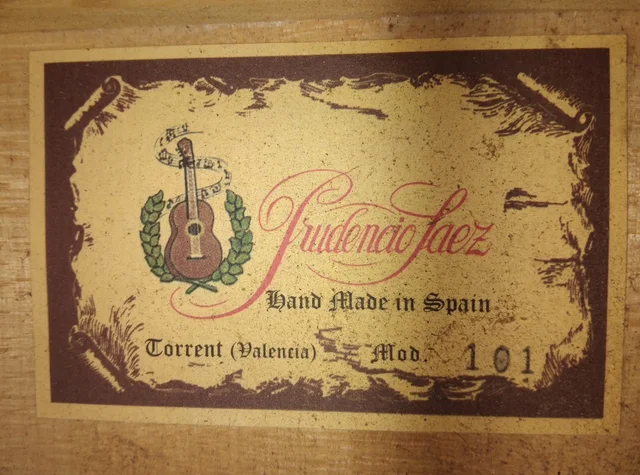 Prudencio Saez
Hand Made in Spain
Torrent (Valencia) Mod. 101